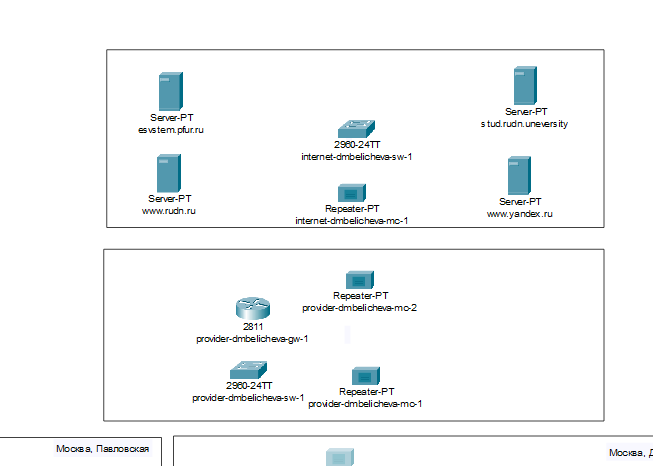 Server-PT
esystem.pfur.ru
Server-PT
stud.rudn.uneversity
2960-24TT
internet-dmbelicheva-sw-1
Server-PT
www.rudn.ru
Repeater-PT
internet-dmbelicheva-mc-1
Server-PT
www.yandex.ru
Repeater-PT
provider-dmbelicheva-mc-2
2811
provider-dmbelicheva-gw-1
2960-24TT
provider-dmbelicheva-sw-1
Repeater-PT
provider-dmbelicheva-mc-1
Москва, Павловская
Москва,